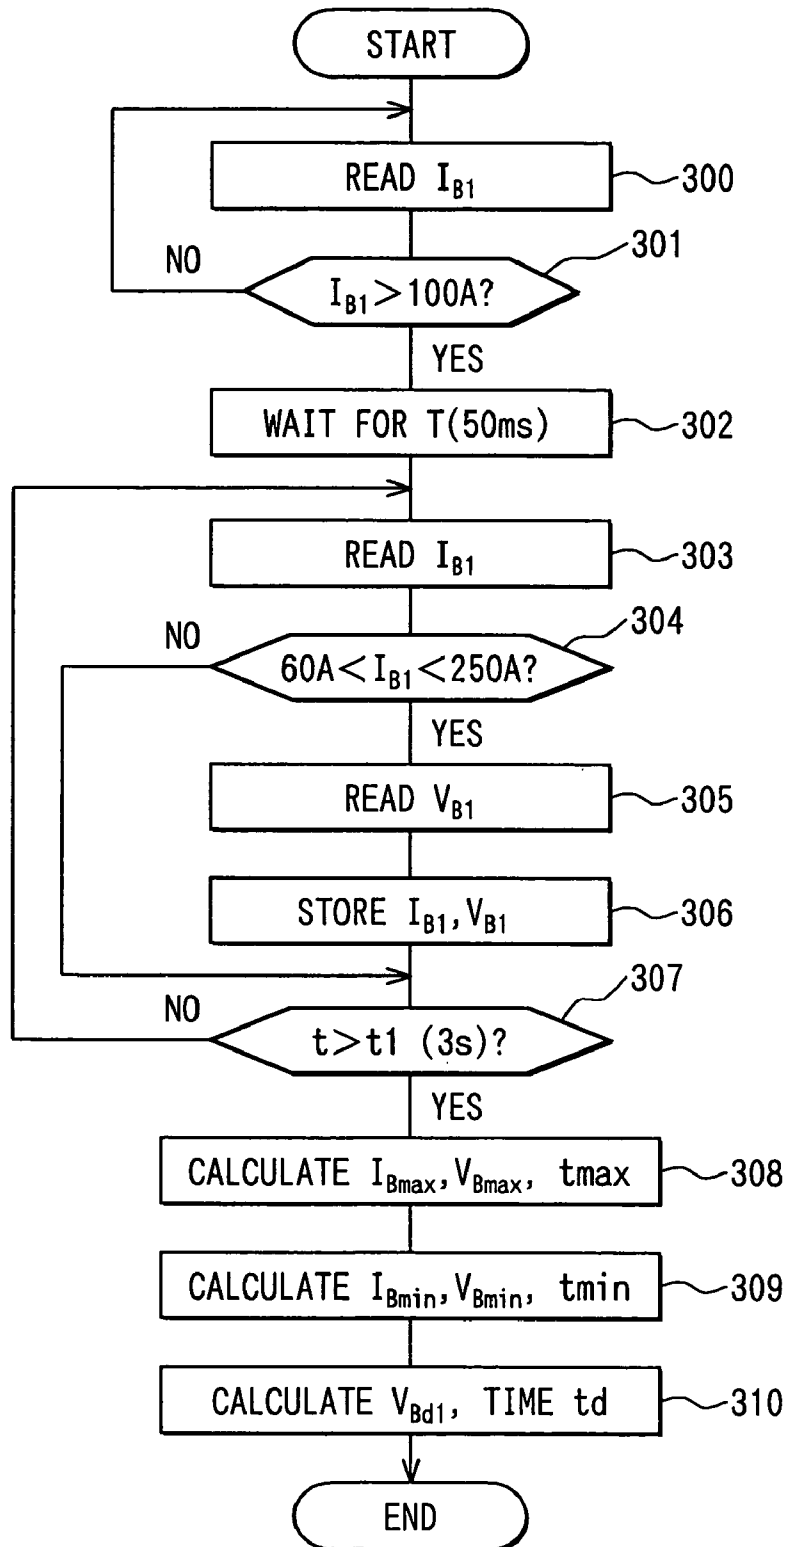 START
READ I_B1
300
301
NO
I_B1>100A?
YES
WAIT FOR T(50ms)
302
READ I_B1
303
NO
304
60A<I_B1<250A?
YES
READ V_B1
305
STORE I_B1,V_B1
306
307
NO
t>t1 (3s)?
YES
CALCULATE I_Bmax,V_Bmax, tmax
308
CALCULATE I_Bmin,V_Bmin, tmin
309
CALCULATE V_Bd1, TIME td
310
END